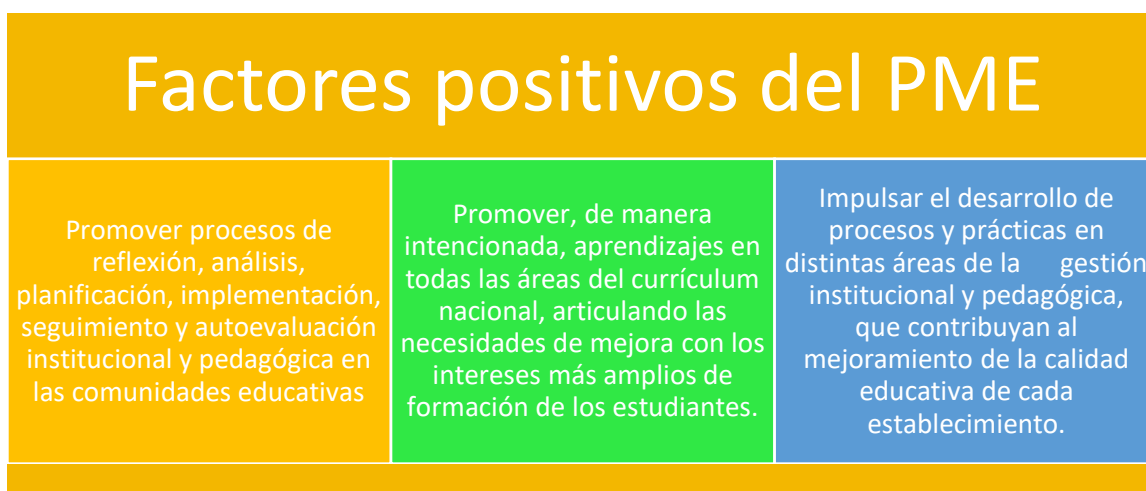 Factores positivos del PME
Promover procesos de
reflexión, análisis,
planificación, implementación,
seguimiento y autoevaluación
institucional y pedagógica en
las comunidades educativas
Promover, de manera
intencionada, aprendizajes en
todas las áreas del currículum
nacional, articulando las
necesidades de mejora con los
intereses más amplios de
formación de los estudiantes.
Impulsar el desarrollo de
procesos y prácticas en
distintas áreas de la gestión
institucional y pedagógica,
que contribuyan al
mejoramiento de la calidad
educativa de cada
establecimiento.